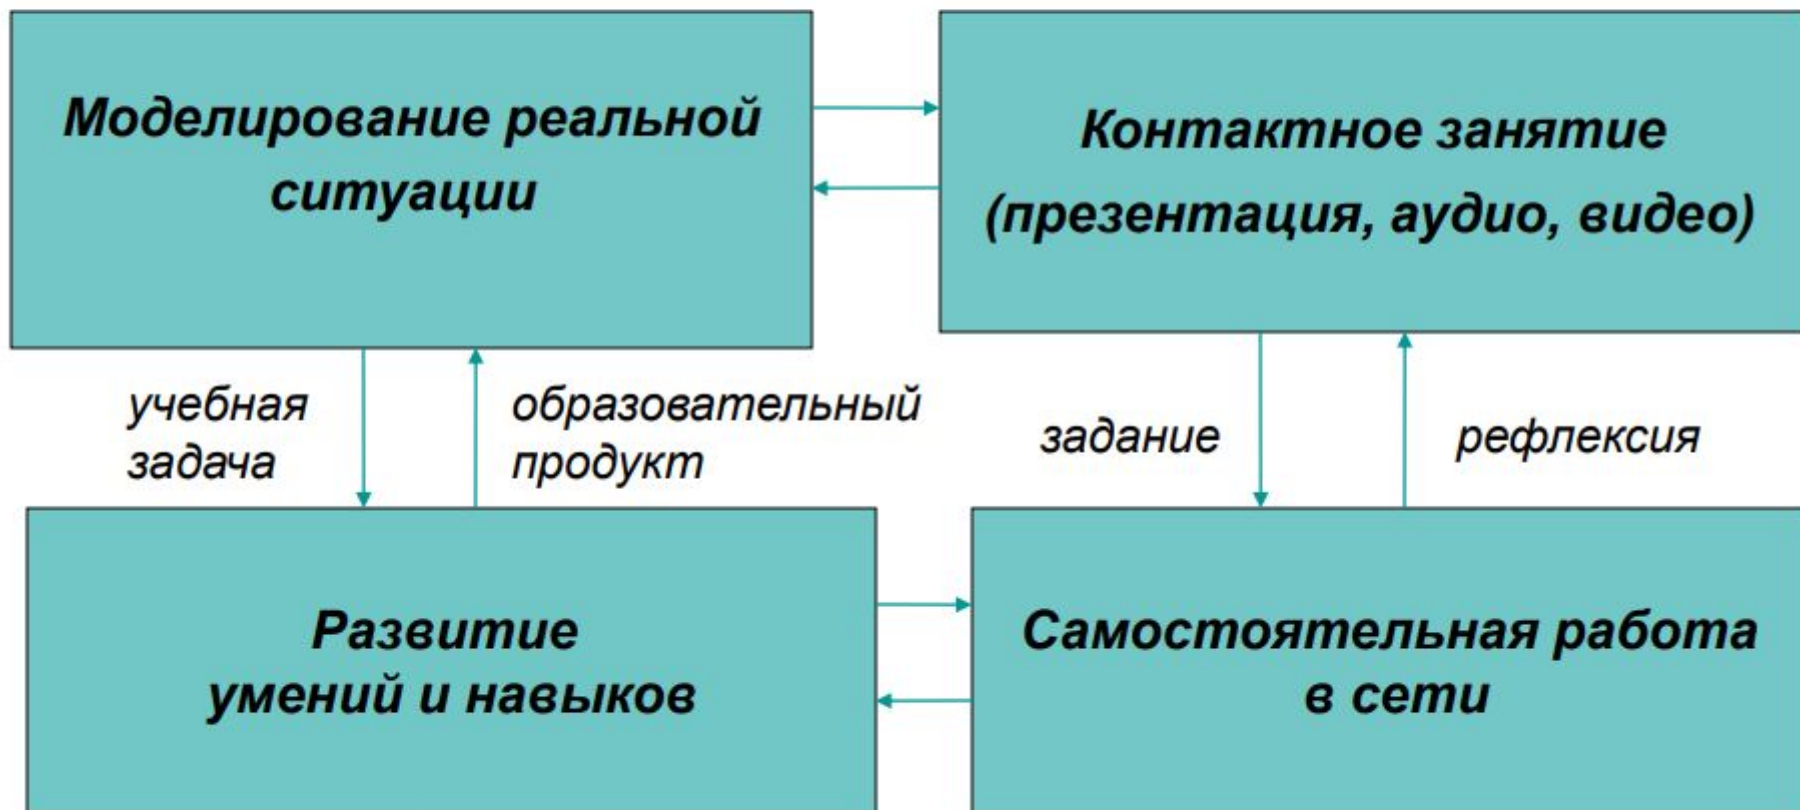 Моделирование реальной
ситуации
Контактное занятие
(презентация, аудио, видео)
учебная
задача
образовательный
продукт
задание
рефлексия
Развитие
умений и навыков
Самостоятельная работа
в сети